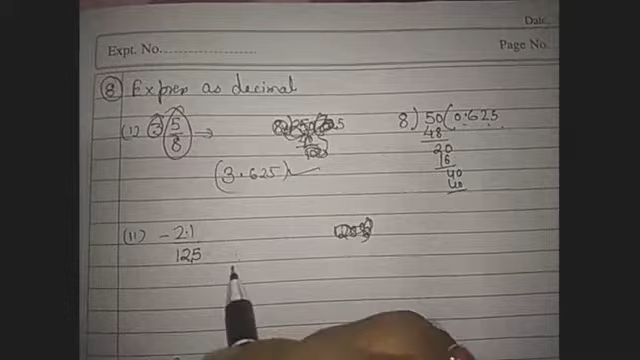 Date.
Expt. No.
Page No.
8 Express as decimal
(i) 3 5/8 → 8) 50 (0.625
48
20
16
(3.625) 40
40
(ii) -21
125